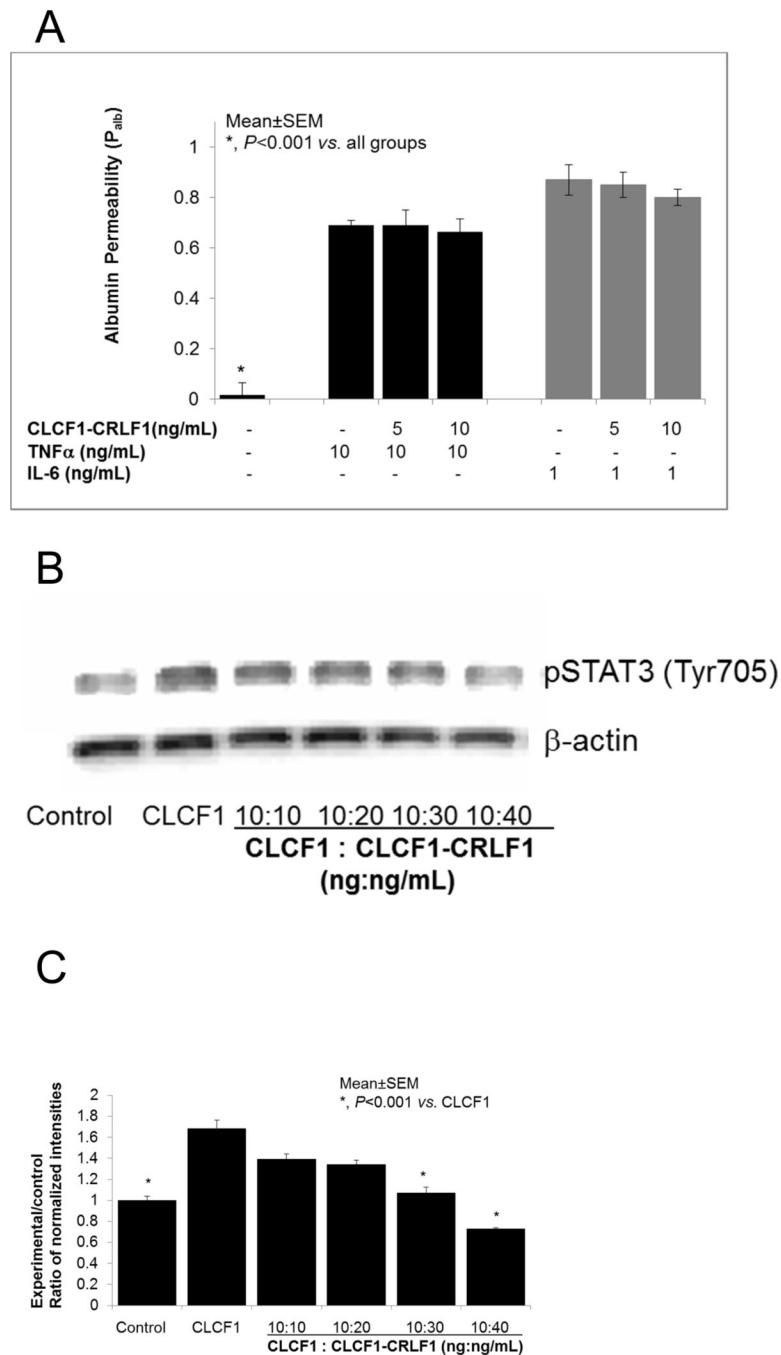 A
Albumin Permeability (Palb)
Mean±SEM
*, P<0.001 vs. all groups
1
0.8
0.6
0.4
0.2
0
*
CLCF1-CRLF1(ng/mL) - - 5 10 - 5 10
TNFα (ng/mL) - 10 10 10 - - -
IL-6 (ng/mL) - - - - 1 1 1
B
pSTAT3 (Tyr705)
β-actin
Control CLCF1 10:10 10:20 10:30 10:40
CLCF1 : CLCF1-CRLF1
(ng:ng/mL)
C
Experimental/control
Ratio of normalized intensities
Mean±SEM
*, P<0.001 vs. CLCF1
2
1.8
1.6
1.4
1.2
1
0.8
0.6
0.4
0.2
0
* * *
Control CLCF1 10:10 10:20 10:30 10:40
CLCF1 : CLCF1-CRLF1 (ng:ng/mL)